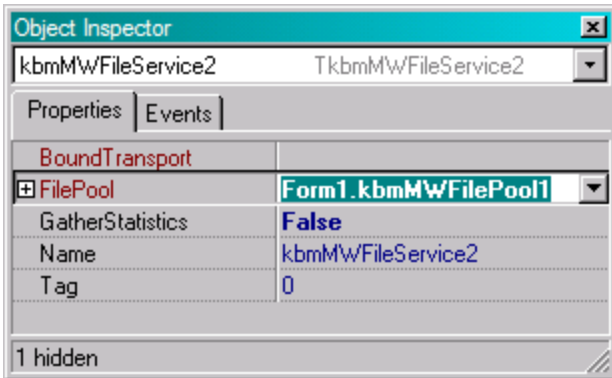 Object Inspector
kbmMWFileService2 TkbmMWFileService2
Properties Events
BoundTransport
FilePool Form1.kbmMWFilePool1
GatherStatistics False
Name kbmMWFileService2
Tag 0
1 hidden